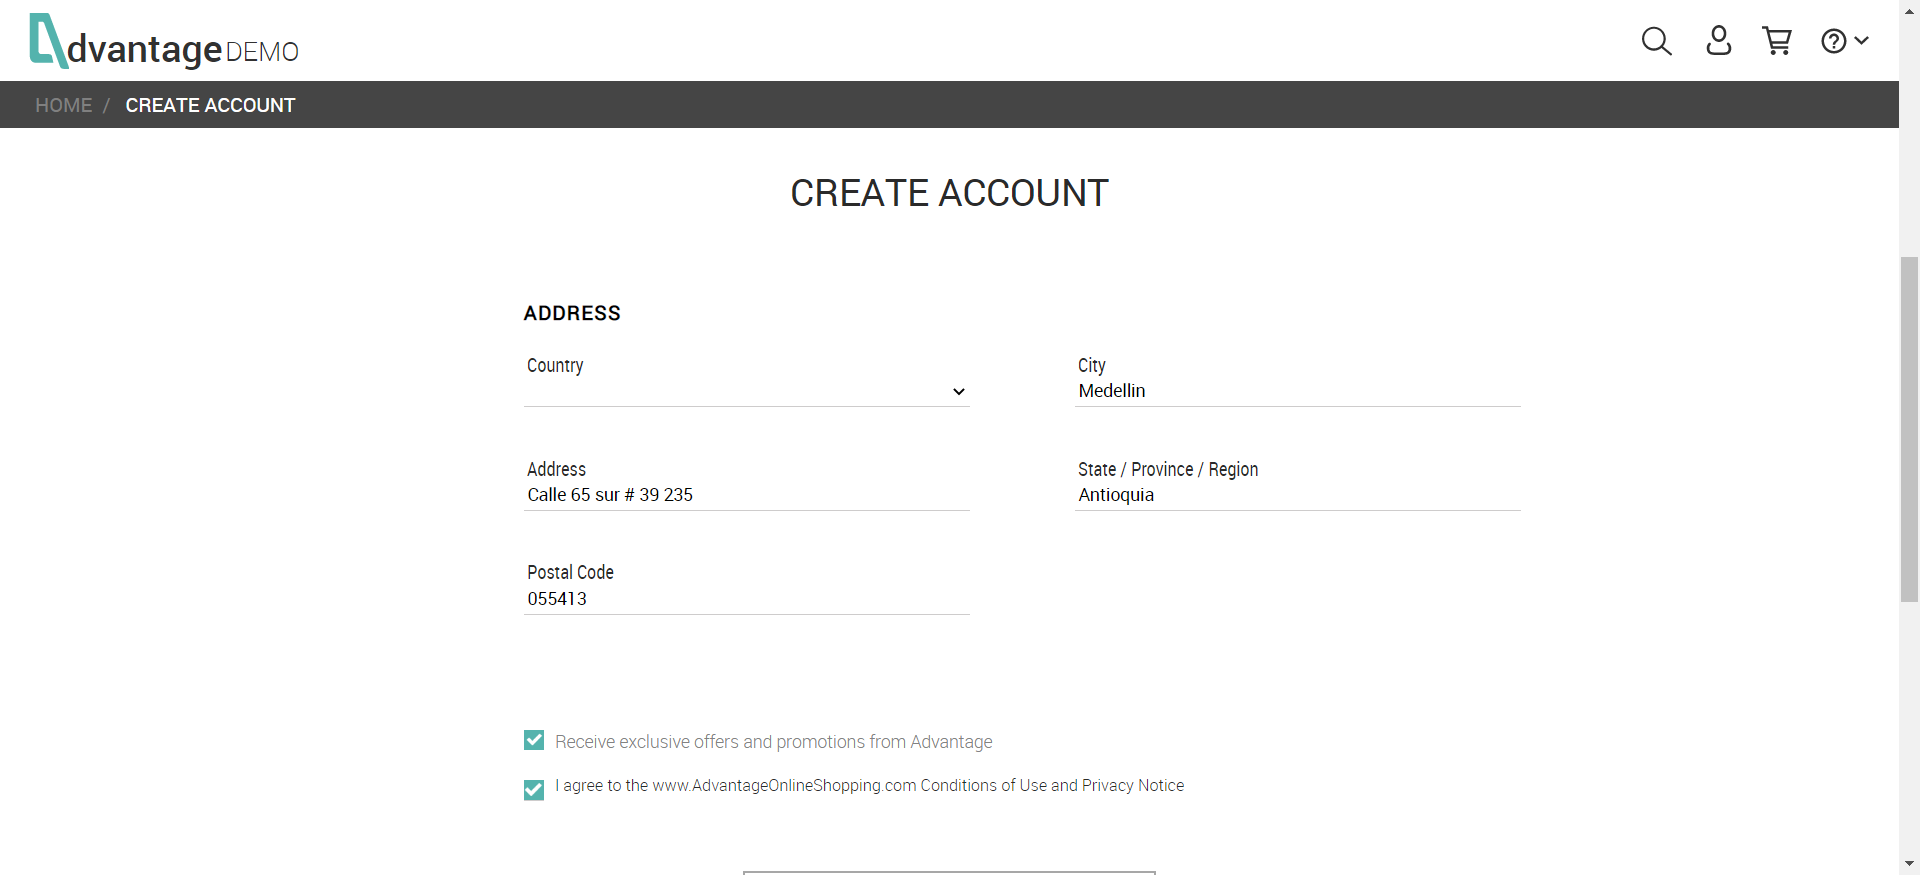 dvantage DEMO
HOME / CREATE ACCOUNT
CREATE ACCOUNT
ADDRESS
Country
City
Medellin
Address
Calle 65 sur # 39 235
State / Province / Region
Antioquia
Postal Code
055413
Receive exclusive offers and promotions from Advantage
I agree to the www.AdvantageOnlineShopping.com Conditions of Use and Privacy Notice